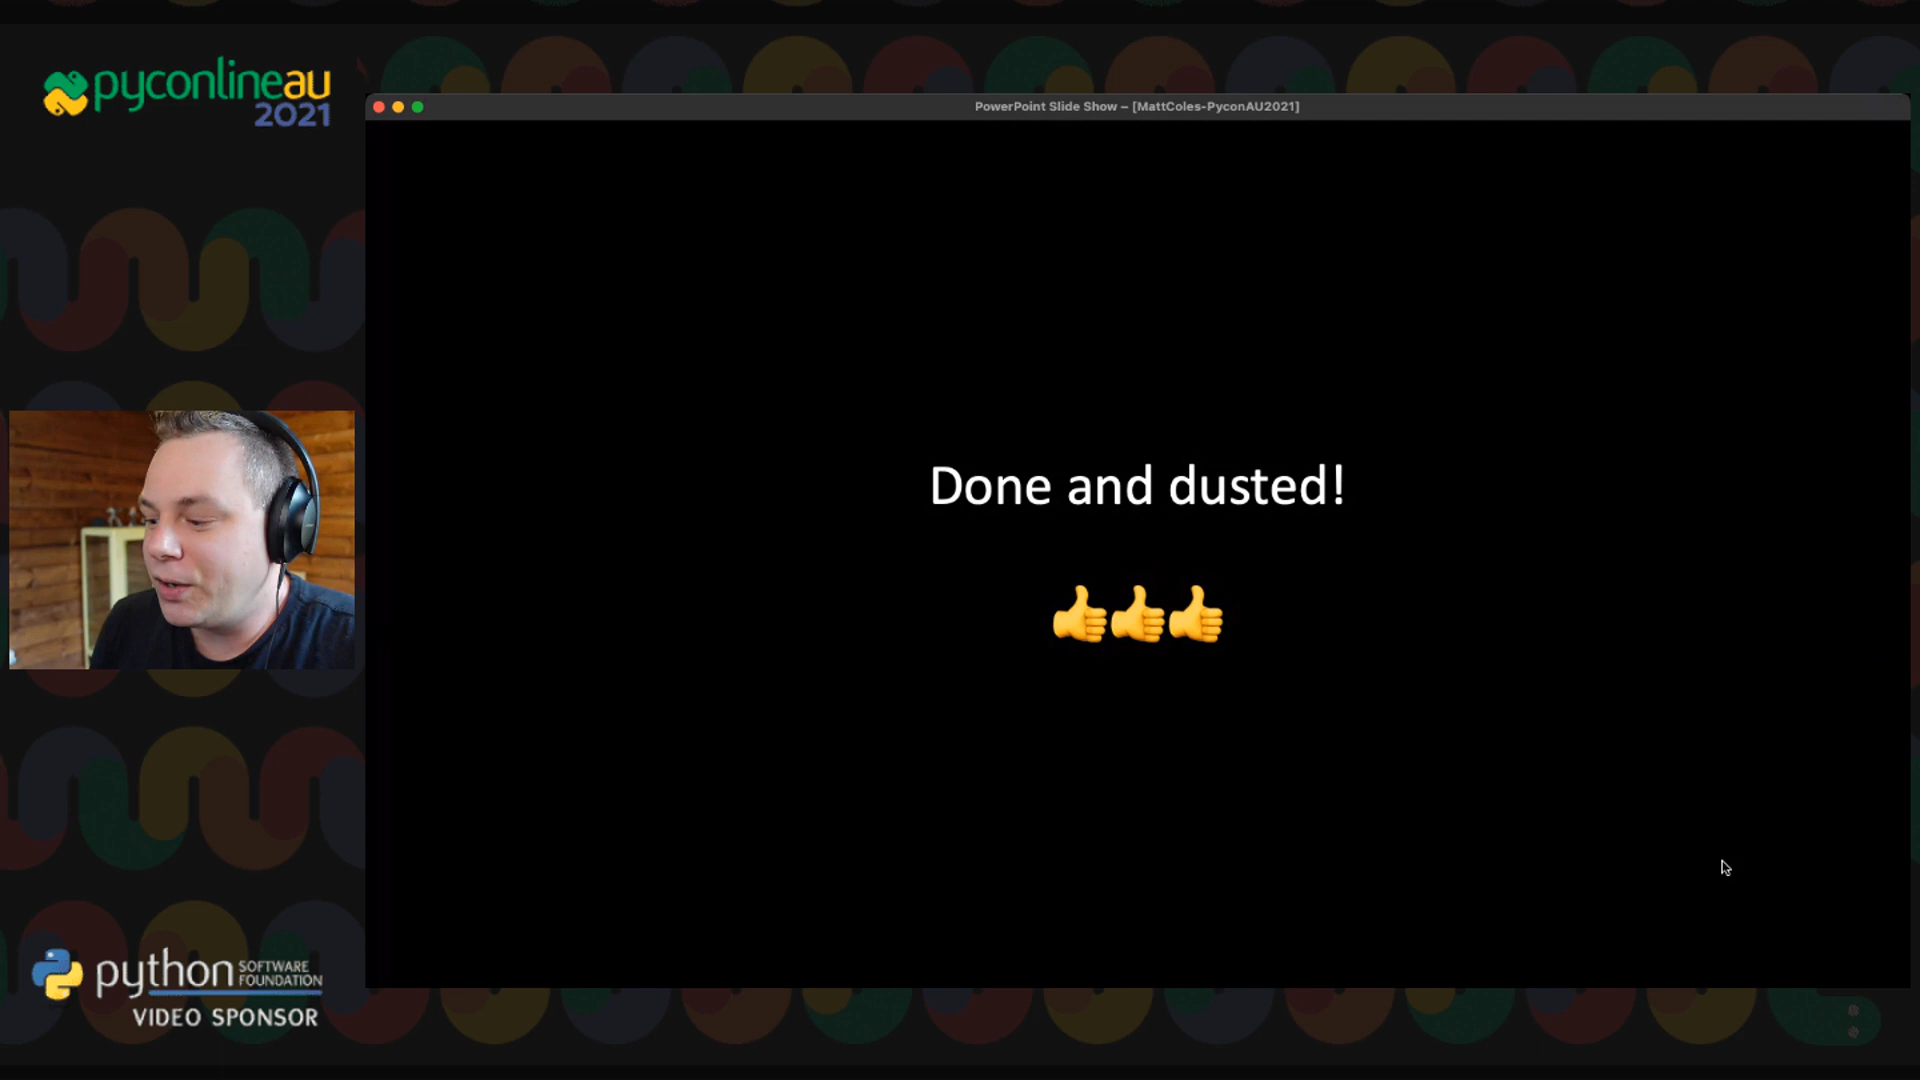 pyconlineau
2021
PowerPoint Slide Show – [MattColes-PyconAU2021]
Done and dusted!
👍👍👍
python SOFTWARE FOUNDATION
VIDEO SPONSOR